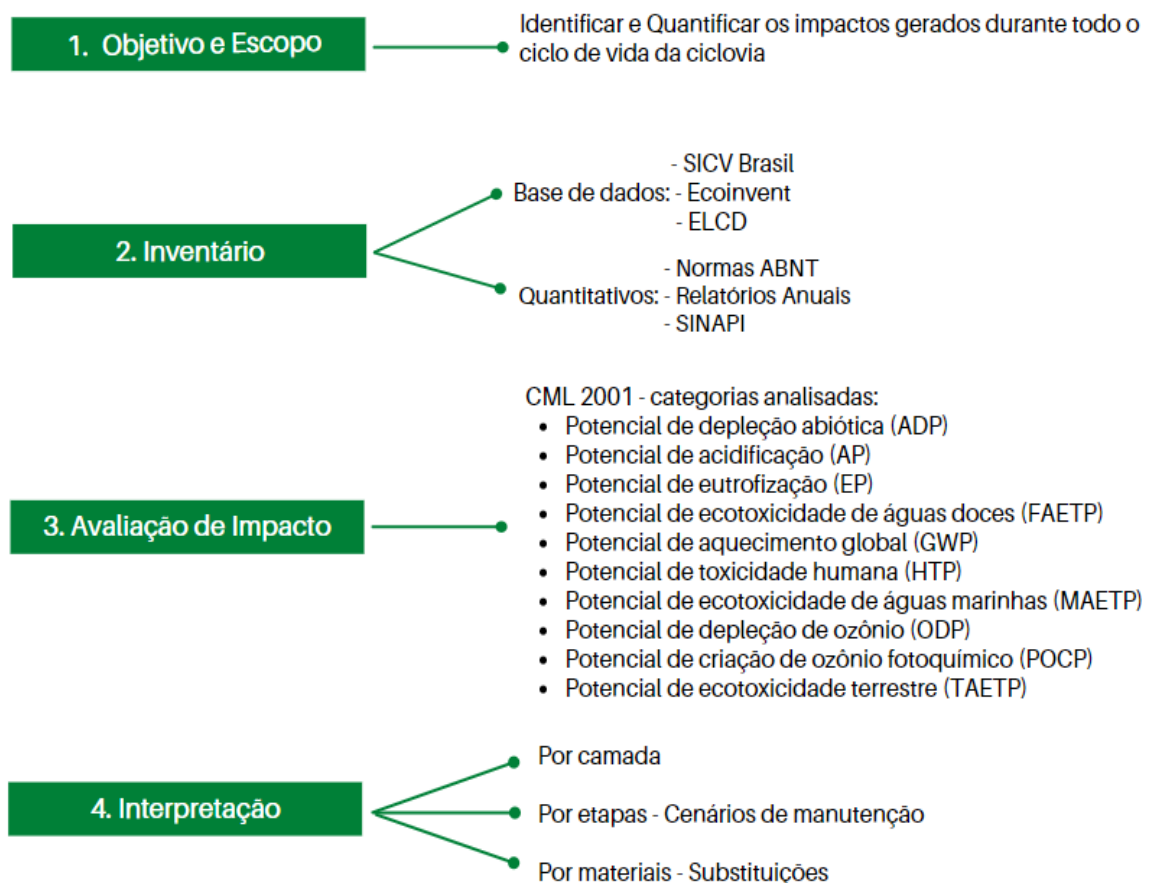 1. Objetivo e Escopo
Identificar e Quantificar os impactos gerados durante todo o
ciclo de vida da ciclovia
2. Inventário
- SICV Brasil
Base de dados: - Ecoinvent
- ELCD
- Normas ABNT
Quantitativos: - Relatórios Anuais
- SINAPI
3. Avaliação de Impacto
CML 2001 - categorias analisadas:
• Potencial de depleção abiótica (ADP)
• Potencial de acidificação (AP)
• Potencial de eutrofização (EP)
• Potencial de ecotoxicidade de águas doces (FAETP)
• Potencial de aquecimento global (GWP)
• Potencial de toxicidade humana (HTP)
• Potencial de ecotoxicidade de águas marinhas (MAETP)
• Potencial de depleção de ozônio (ODP)
• Potencial de criação de ozônio fotoquímico (POCP)
• Potencial de ecotoxicidade terrestre (TAETP)
4. Interpretação
Por camada
Por etapas - Cenários de manutenção
Por materiais - Substituições